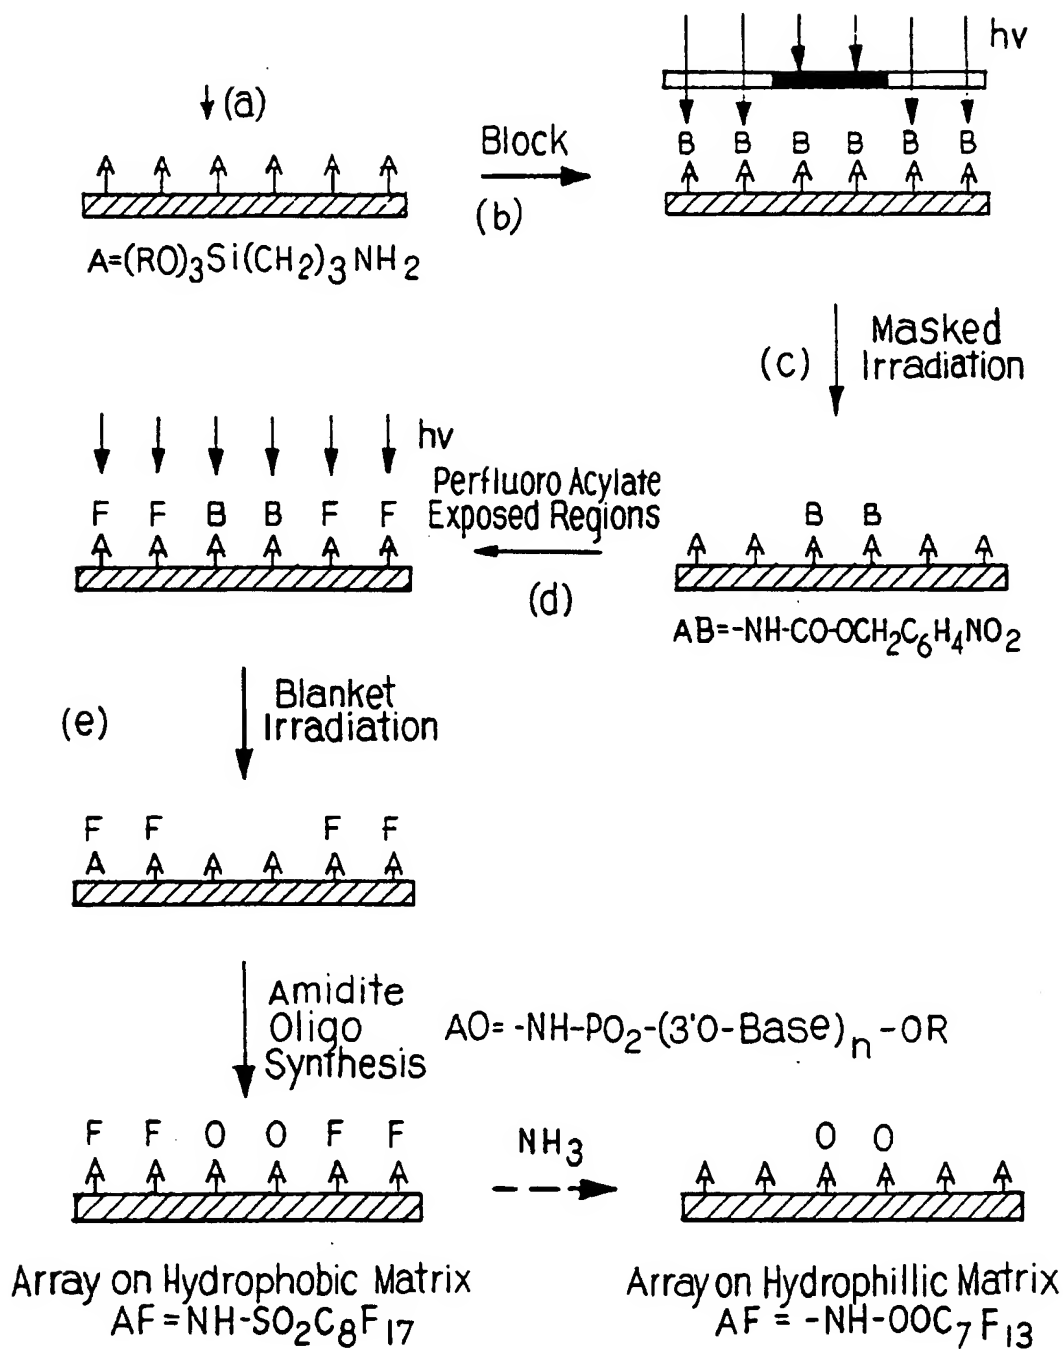 (a)
A A A A A A
A=(RO)3Si(CH2)3NH2
Block
(b)
hν
B B B B B B
A A A A A A
(c)
Masked
Irradiation
B B
A A A A A A
AB=-NH-CO-OCH2C6H4NO2
Perfluoro Acylate
Exposed Regions
(d)
hν
F F B B F F
A A A A A A
(e)
Blanket
Irradiation
F F F F
A A A A A A
Amidite
Oligo
Synthesis
AO= -NH-PO2-(3'O-Base)n-OR
F F O O F F
A A A A A A
Array on Hydrophobic Matrix
AF=NH-SO2C8F17
NH3
O O
A A A A A A
Array on Hydrophillic Matrix
AF = -NH-OOC7F13